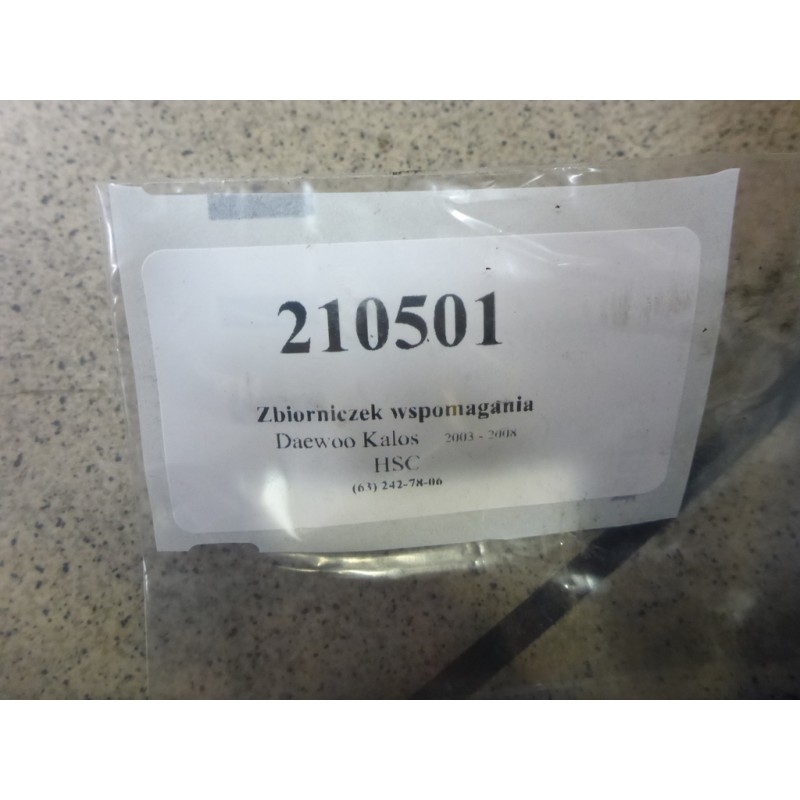 210501
Zbiorniczek wspomagania
Daewoo Kalos 2003 - 2008
HSC
(63) 242-78-06